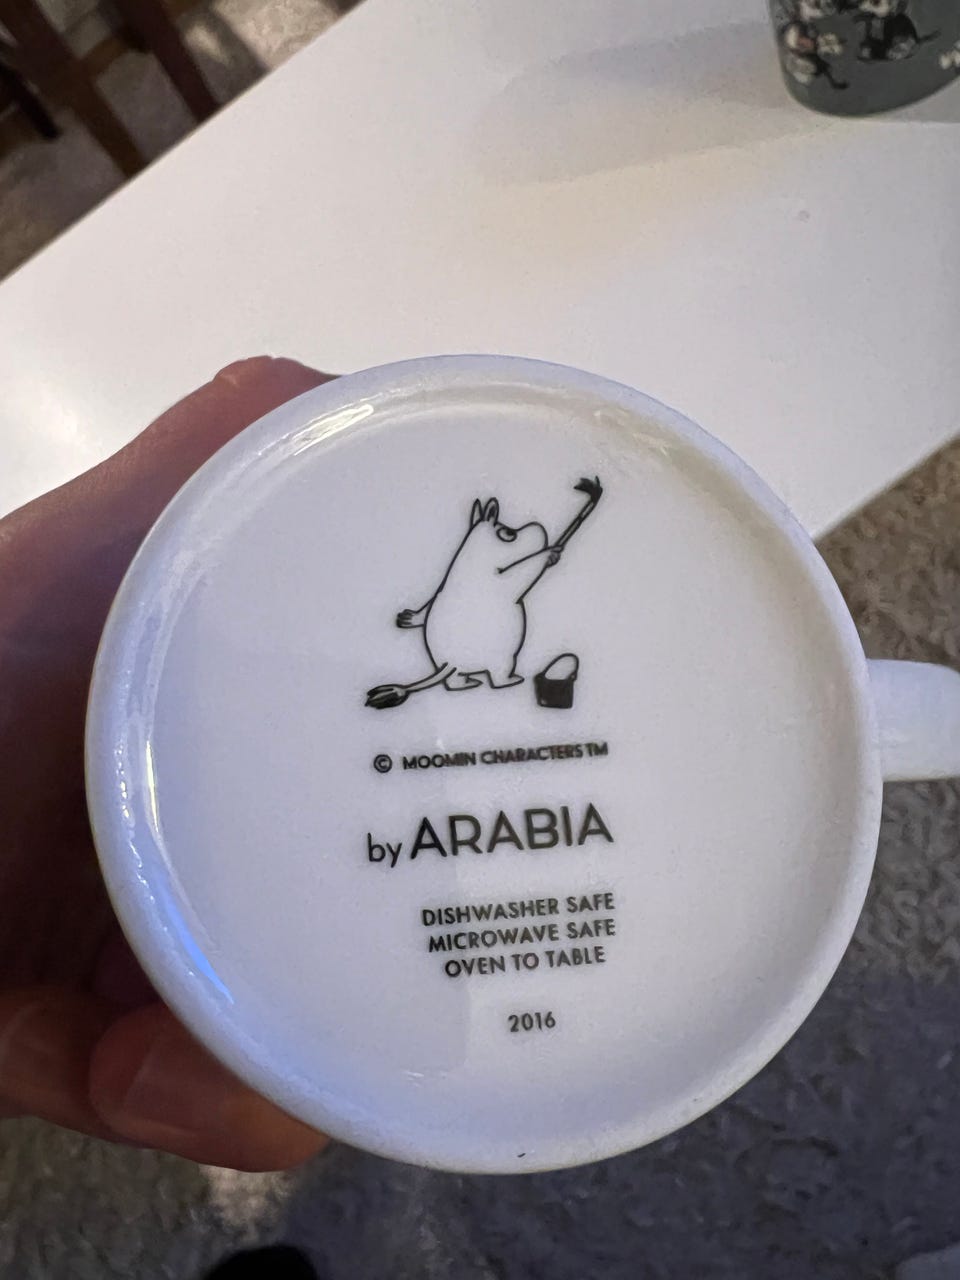 © MOOMIN CHARACTERS TM
by ARABIA
DISHWASHER SAFE
MICROWAVE SAFE
OVEN TO TABLE
2016